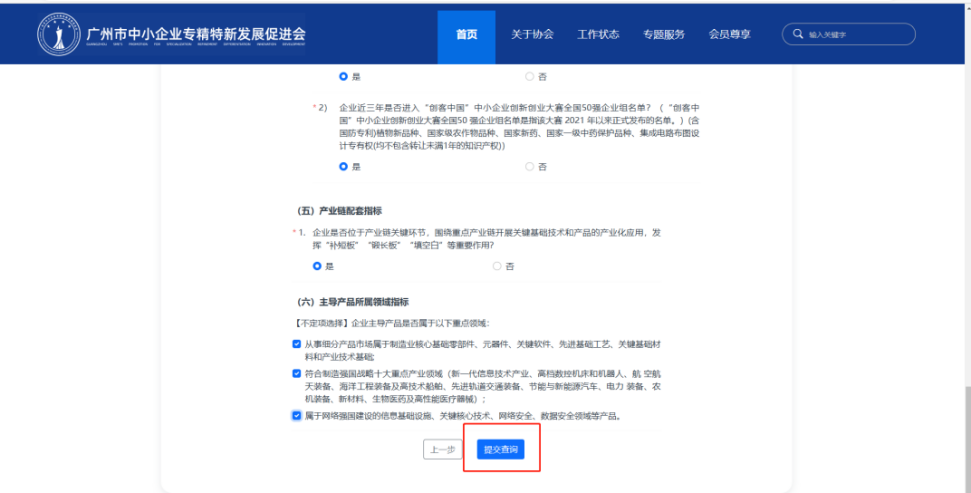 广州市中小企业专精特新发展促进会
首页 关于协会 工作状态 专题服务 会员尊享 输入关键字
是 否
* 2) 企业近三年是否进入“创客中国”中小企业创新创业大赛全国50强企业组名单？（“创客中
国”中小企业创新创业大赛全国50 强企业组名单是指该大赛 2021 年以来正式发布的名单。）(含
国防专利)植物新品种、国家级农作物品种、国家新药、国家一级中药保护品种、集成电路布图设
计专有权(均不包含转让未满1年的知识产权))
是 否
（五）产业链配套指标
* 1. 企业是否位于产业链关键环节，围绕重点产业链开展关键基础技术和产品的产业化应用，发
挥“补短板”“锻长板”“填空白”等重要作用?
是 否
（六）主导产品所属领域指标
【不定项选择】企业主导产品是否属于以下重点领域:
从事细分产品市场属于制造业核心基础零部件、元器件、关键软件、先进基础工艺、关键基础材
料和产业技术基础;
符合制造强国战略十大重点产业领域（新一代信息技术产业、高档数控机床和机器人、航 空航
天装备、海洋工程装备及高技术船舶、先进轨道交通装备、节能与新能源汽车、电力 装备、农
机装备、新材料、生物医药及高性能医疗器械）;
属于网络强国建设的信息基础设施、关键核心技术、网络安全、数据安全领域等产品。
上一步 提交查询